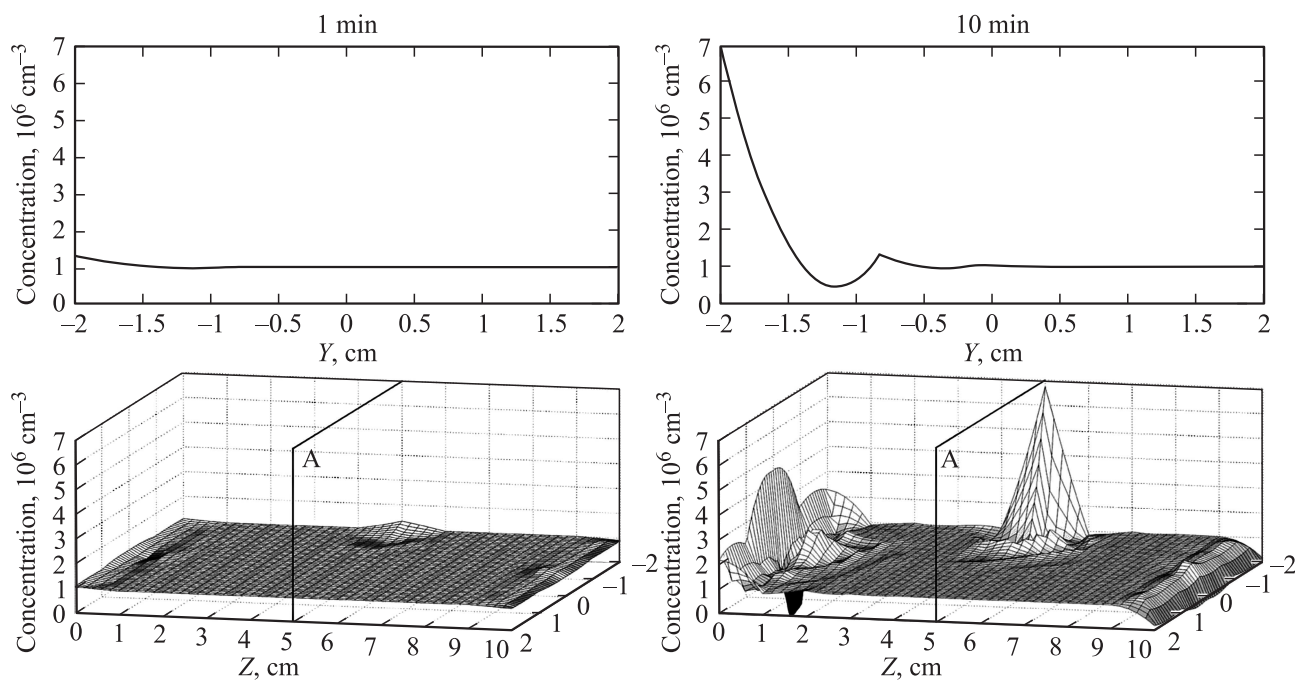 1 min
Concentration, 10⁶ cm⁻³
7
6
5
4
3
2
1
0
–2 –1.5 –1 –0.5 0 0.5 1 1.5 2
Y, cm
10 min
Concentration, 10⁶ cm⁻³
7
6
5
4
3
2
1
0
–2 –1.5 –1 –0.5 0 0.5 1 1.5 2
Y, cm
Concentration, 10⁶ cm⁻³
7
6
5
4
3
2
1
0
A
0 1 2 3 4 5 6 7 8 9 10
Z, cm
–2
–1
0
1
2
Concentration, 10⁶ cm⁻³
7
6
5
4
3
2
1
0
A
0 1 2 3 4 5 6 7 8 9 10
Z, cm
–2
–1
0
1
2